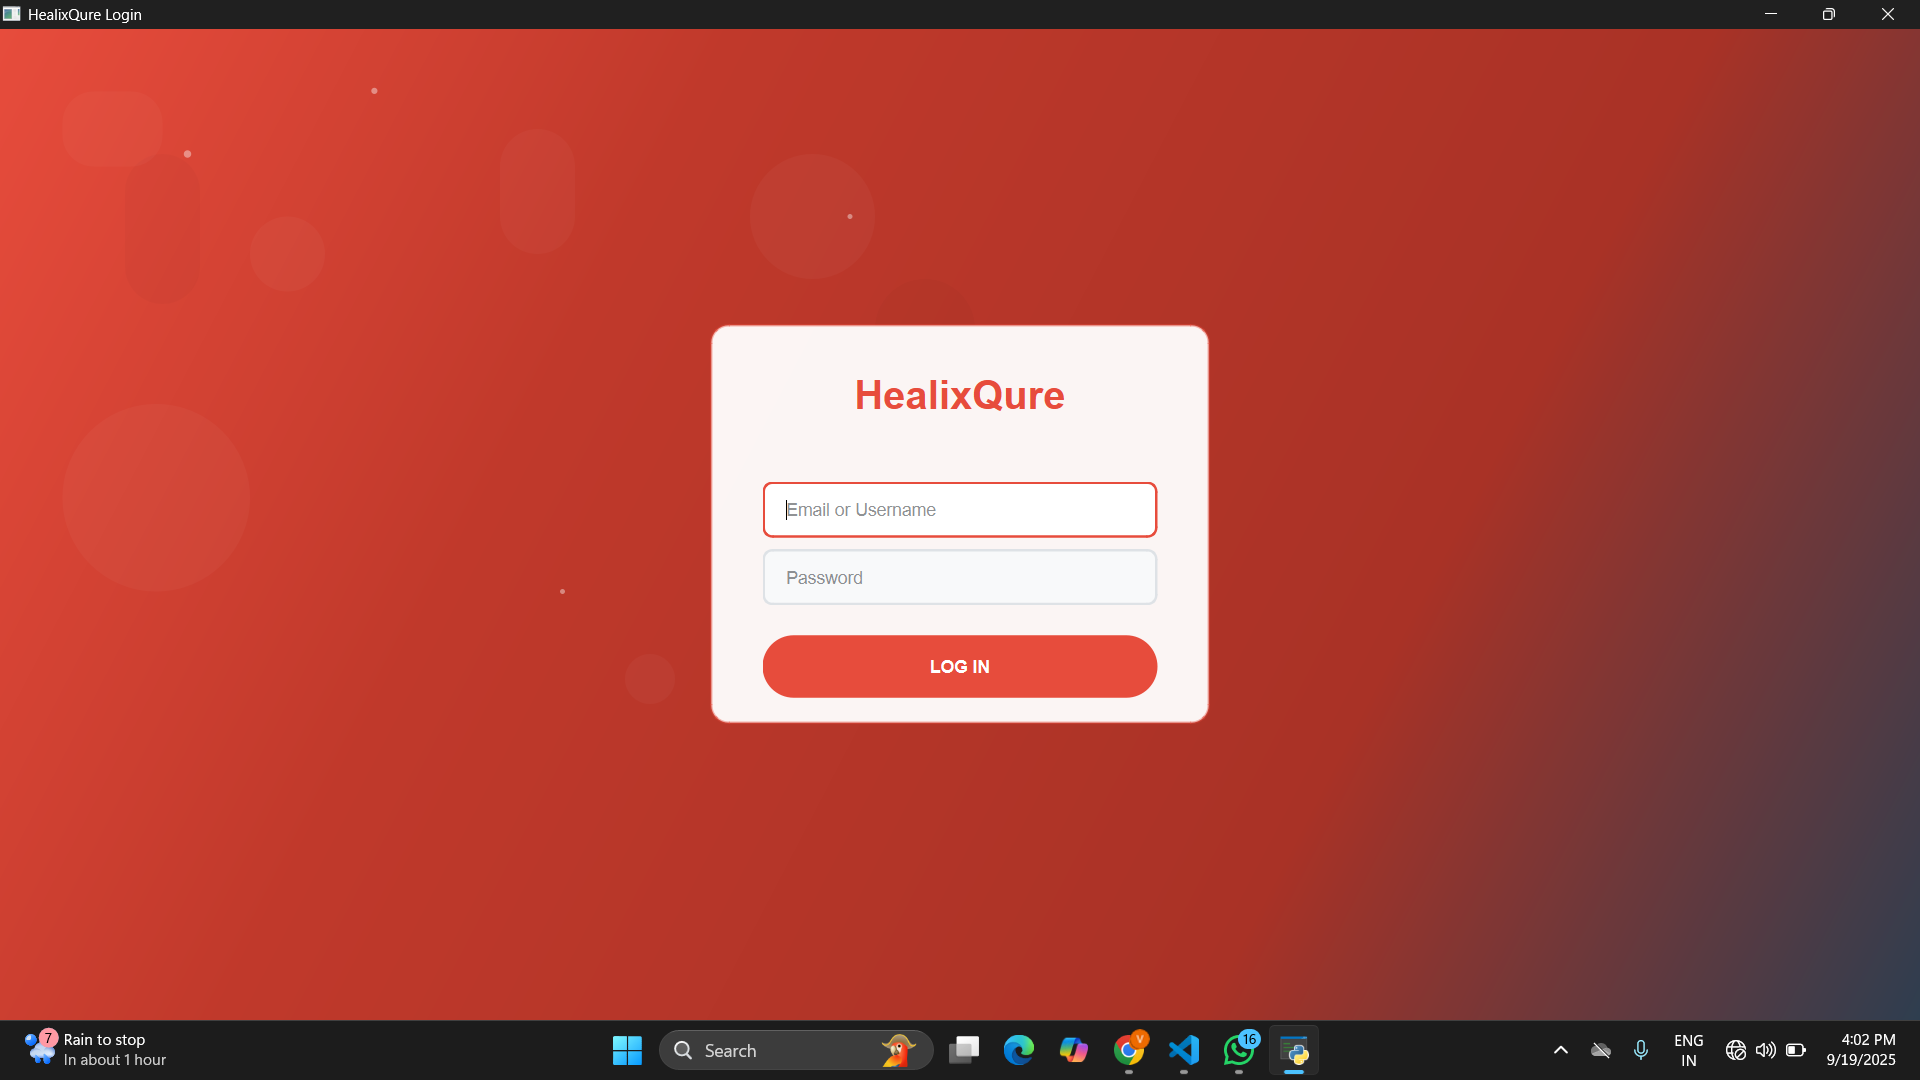 HealixQure Login
HealixQure
Email or Username
Password
LOG IN
7
Rain to stop
In about 1 hour
Search
V
16
ENG
IN
4:02 PM
9/19/2025